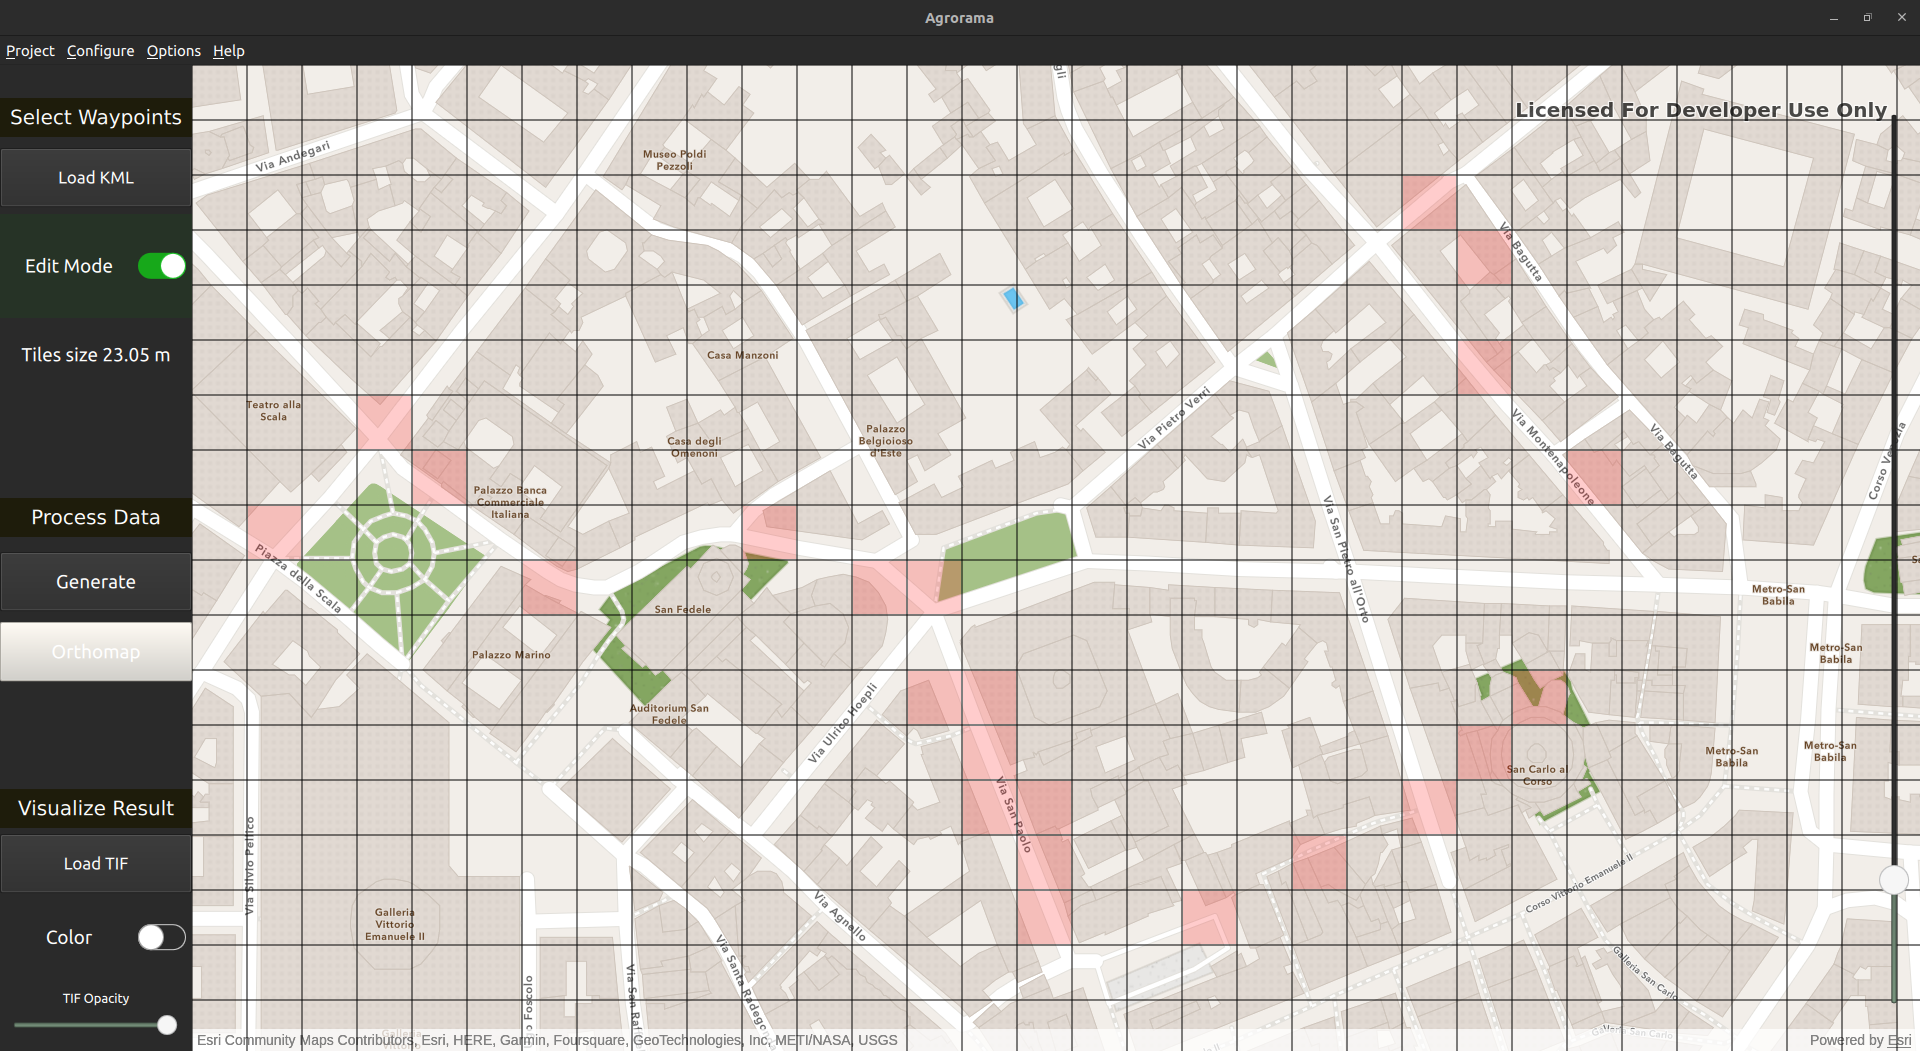 Agrorama
Project Configure Options Help
Select Waypoints
Load KML
Edit Mode
Tiles size 23.05 m
Process Data
Generate
Orthomap
Visualize Result
Load TIF
Color
TIF Opacity
Licensed For Developer Use Only
Via Andegari
Museo Poldi
Pezzoli
Via Bagutta
Casa Manzoni
Teatro alla
Scala
Casa degli
Omenoni
Palazzo
Belgioioso
d'Este
Via Pietro Verri
Via Montenapoleone
Via Bagutta
Corso Venezia
Palazzo Banca
Commerciale
Italiana
Via San Pietro all'Orto
Piazza della Scala
San Fedele
Metro-San
Babila
Palazzo Marino
Metro-San
Babila
Auditorium San
Fedele
Via Ulrico Hoepli
Metro-San
Babila
Metro-San
Babila
San Carlo al
Corso
Via San Paolo
Via Silvio Pellico
Corso Vittorio Emanuele II
Galleria
Vittorio
Emanuele II
Via Agnello
Galleria San Carlo
Galleria San Carlo
Foscolo
Galleria
Esri Community Maps Contributors, Esri, HERE, Garmin, Foursquare, GeoTechnologies, Inc, METI/NASA, USGS
Powered by Esri